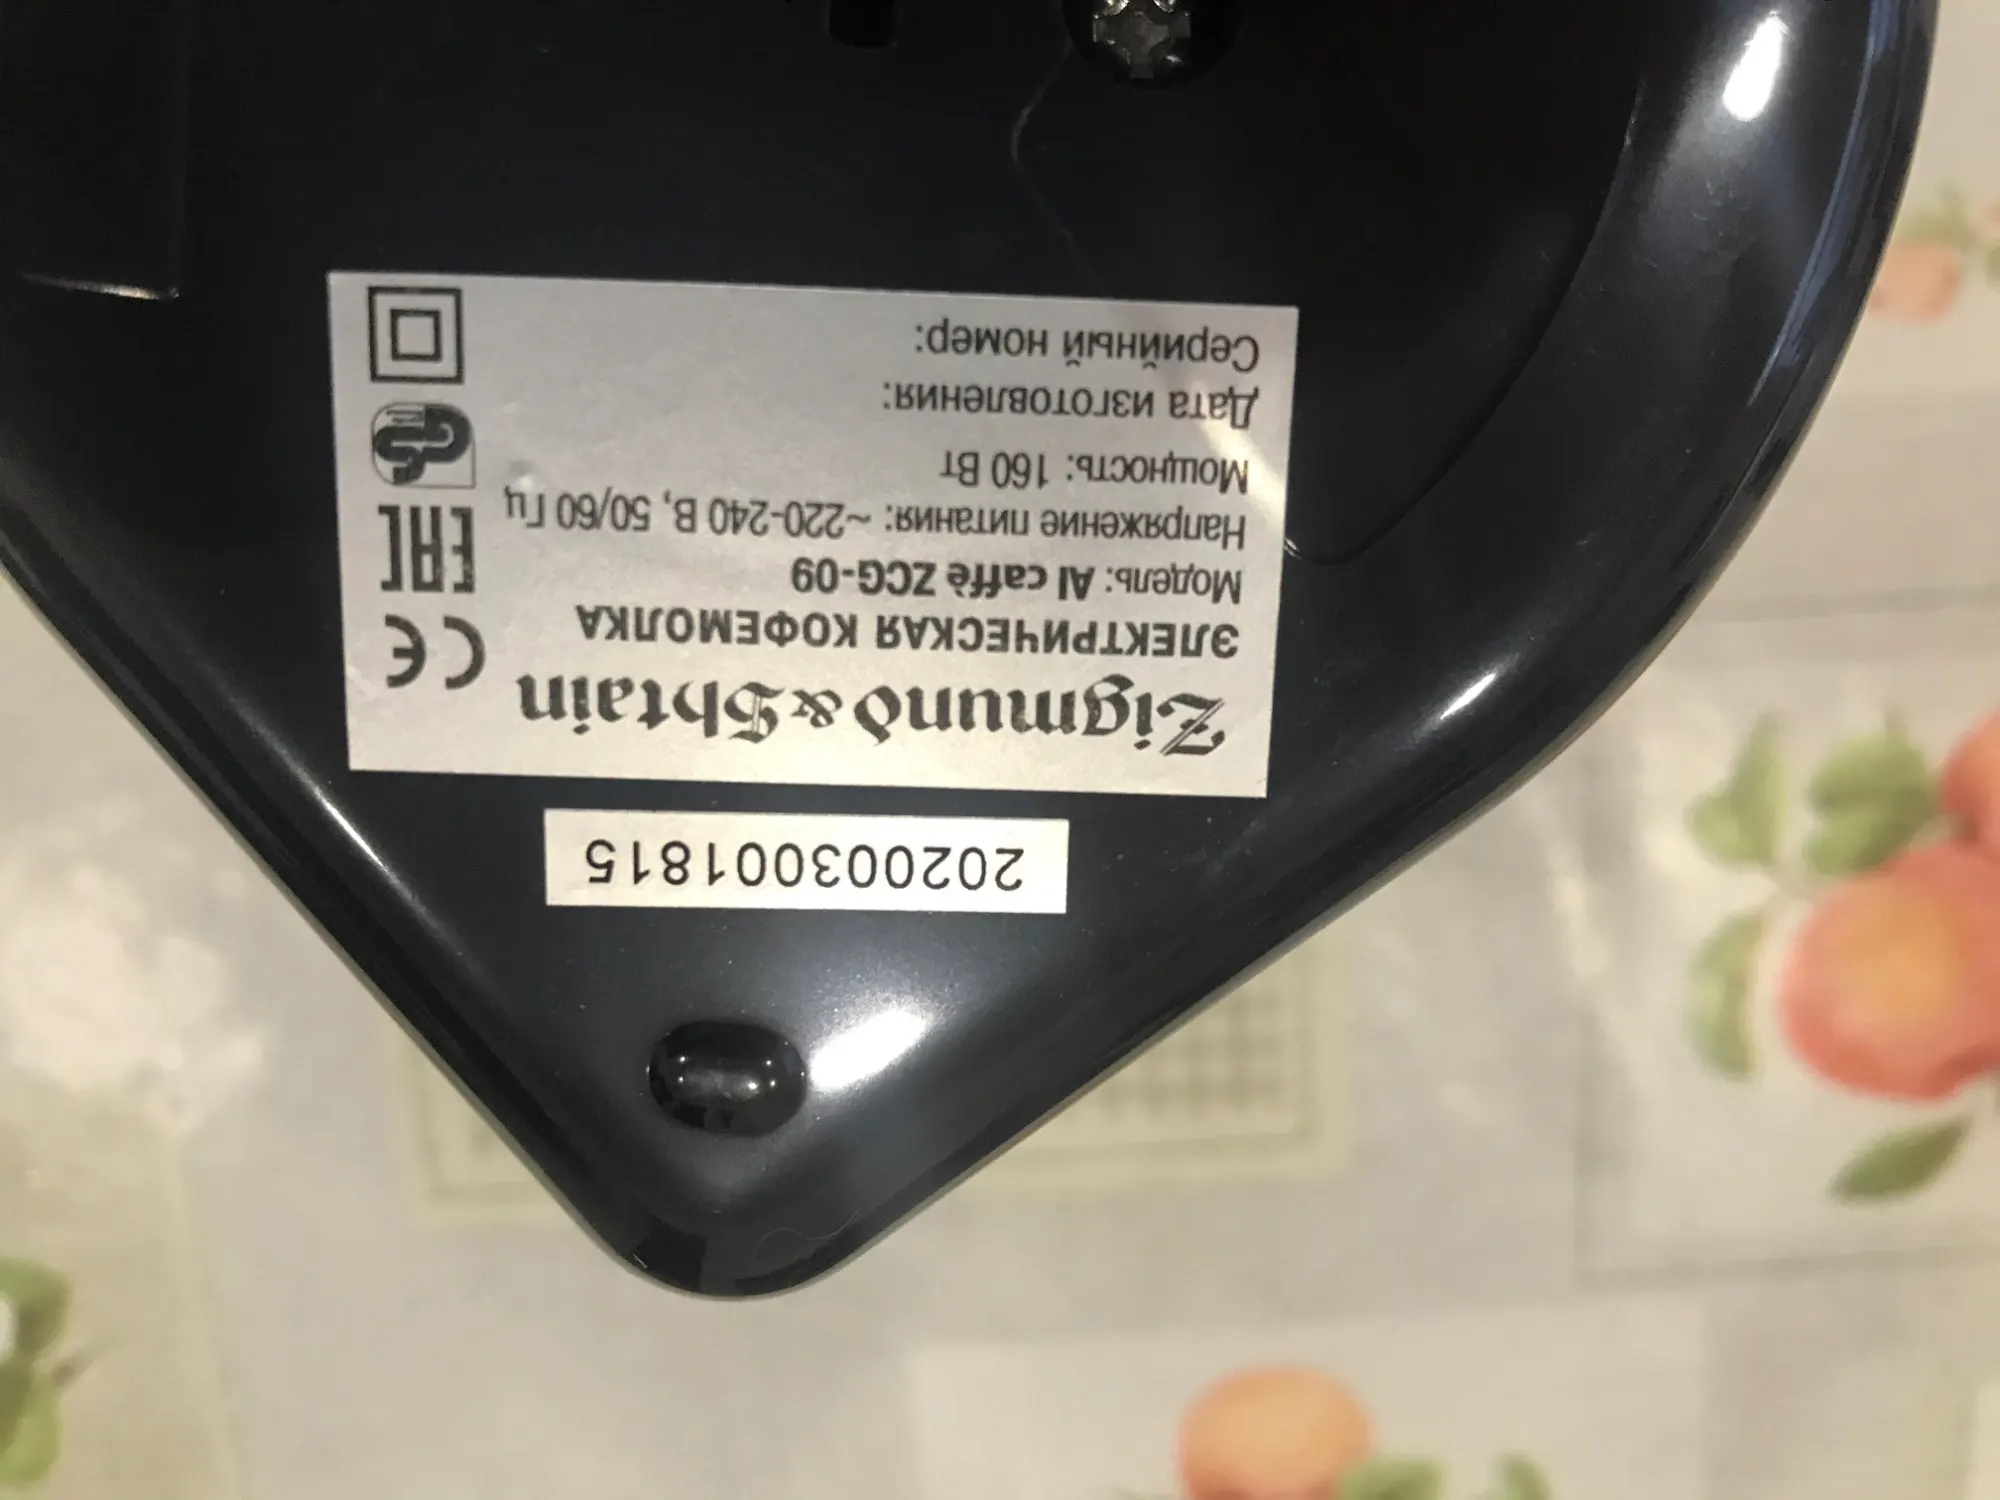 202003001815
Zigmund & Shtain
ЭЛЕКТРИЧЕСКАЯ КОФЕМОЛКА
Модель: Al caffè ZCG-09
Напряжение питания: ~220-240 В, 50/60 Гц
Мощность: 160 Вт
Дата изготовления:
Серийный номер:
CE
EAC